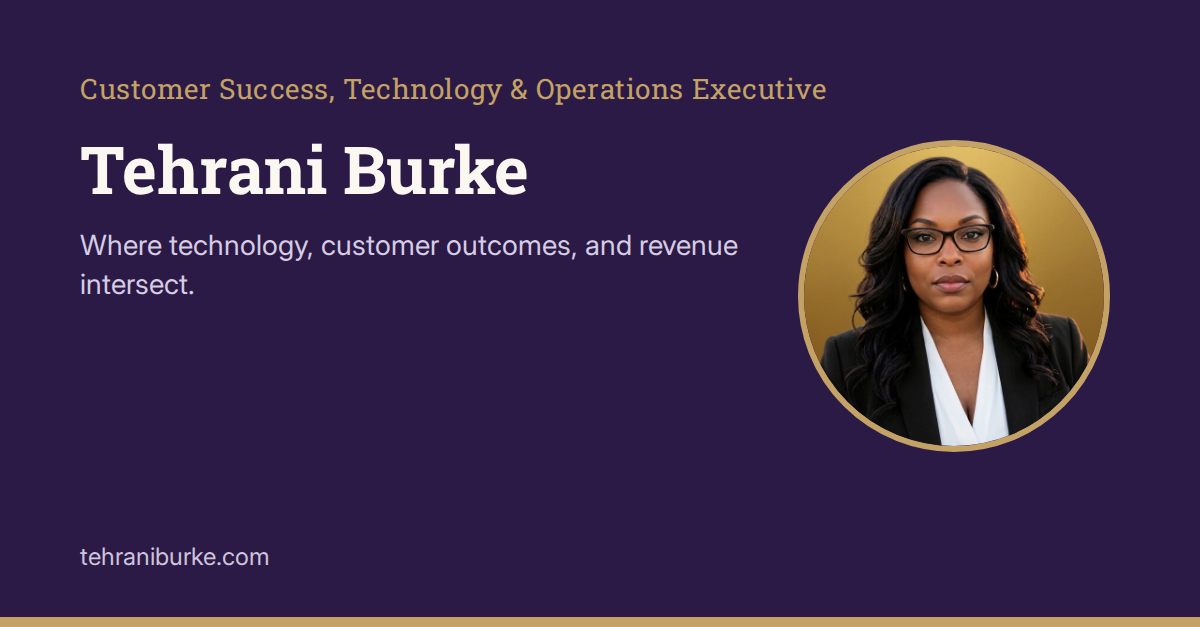 Customer Success, Technology & Operations Executive
Tehrani Burke
Where technology, customer outcomes, and revenue
intersect.
tehraniburke.com